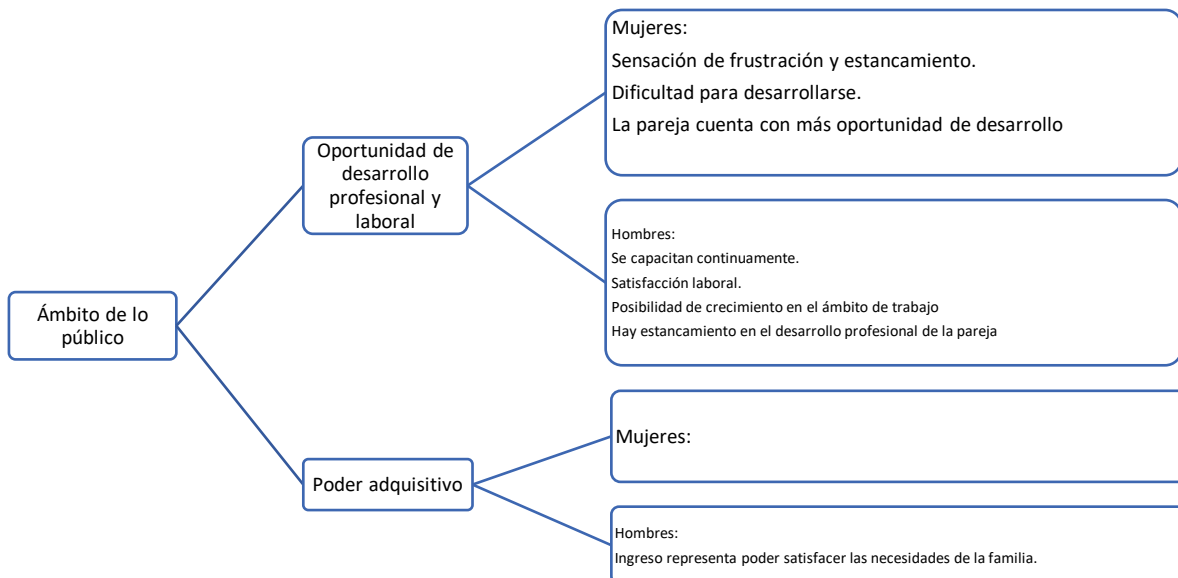 Ámbito de lo
público
Oportunidad de
desarrollo
profesional y
laboral
Mujeres:
Sensación de frustración y estancamiento.
Dificultad para desarrollarse.
La pareja cuenta con más oportunidad de desarrollo
Hombres:
Se capacitan continuamente.
Satisfacción laboral.
Posibilidad de crecimiento en el ámbito de trabajo
Hay estancamiento en el desarrollo profesional de la pareja
Poder adquisitivo
Mujeres:
Hombres:
Ingreso representa poder satisfacer las necesidades de la familia.